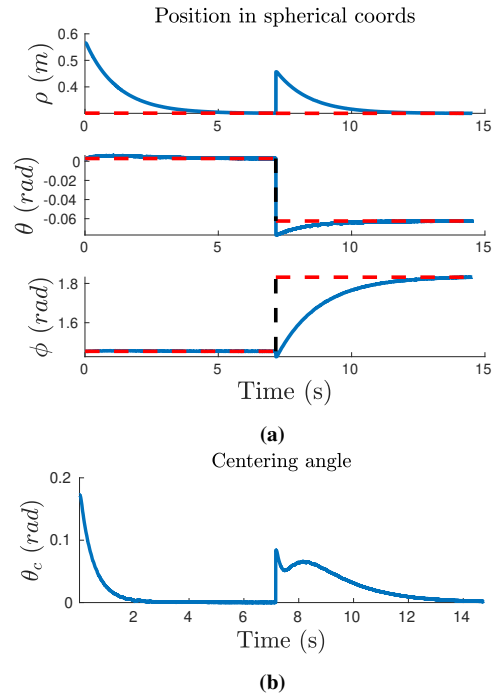 Position in spherical coords
0.6
0.4
ρ (m)
0 5 10 15
0
-0.02
-0.04
-0.06
θ (rad)
0 5 10 15
1.8
1.6
ϕ (rad)
0 5 10 15
Time (s)
(a)
Centering angle
0.2
0.1
0
θc (rad)
2 4 6 8 10 12 14
Time (s)
(b)